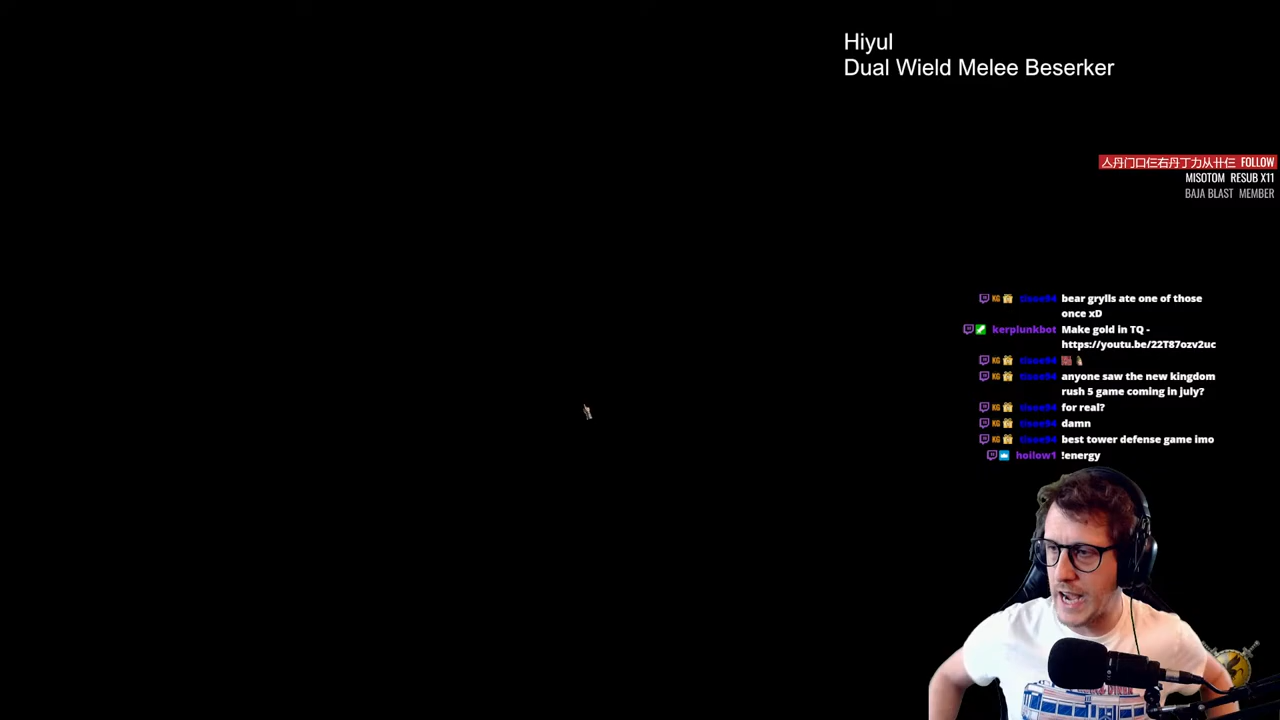 Hiyul
Dual Wield Melee Beserker
人丹门口仨右丹丁力从卄仨 FOLLOW
MISOTOM RESUB X11
BAJA BLAST MEMBER
bear grylls ate one of those
once xD
kerplunkbot Make gold in TQ -
https://youtu.be/22T87ozv2uc
anyone saw the new kingdom
rush 5 game coming in july?
for real?
damn
best tower defense game imo
hoilow1 !energy